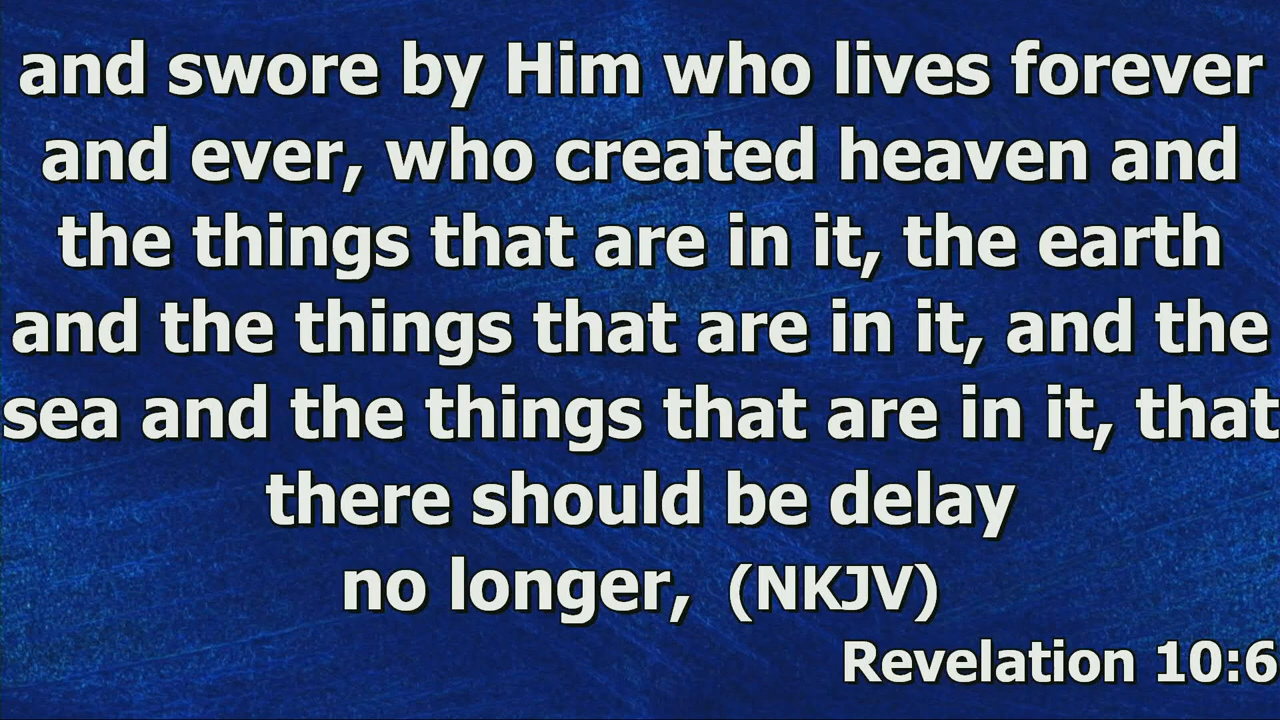 and swore by Him who lives forever
and ever, who created heaven and
the things that are in it, the earth
and the things that are in it, and the
sea and the things that are in it, that
there should be delay
no longer, (NKJV)
Revelation 10:6